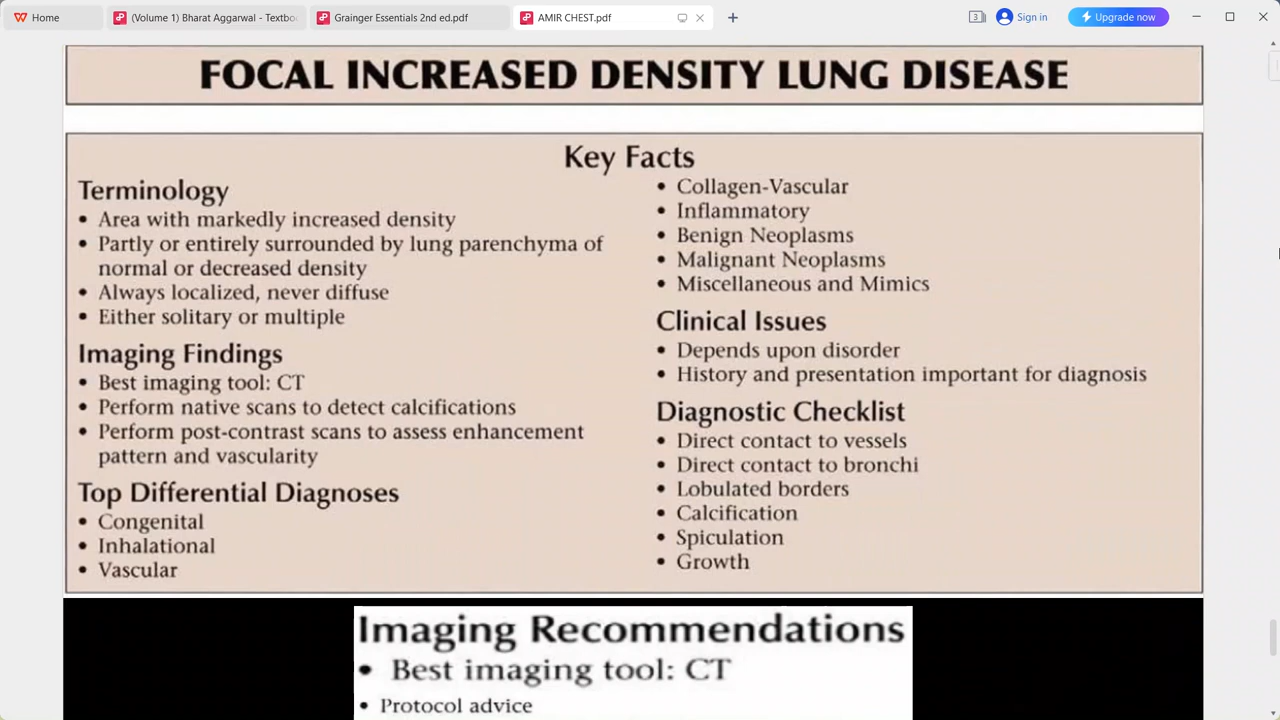 Home
(Volume 1) Bharat Aggarwal - Textbo
Grainger Essentials 2nd ed.pdf
AMIR CHEST.pdf
3
Sign in
Upgrade now
FOCAL INCREASED DENSITY LUNG DISEASE
Key Facts
Terminology
• Area with markedly increased density
• Partly or entirely surrounded by lung parenchyma of
normal or decreased density
• Always localized, never diffuse
• Either solitary or multiple
Imaging Findings
• Best imaging tool: CT
• Perform native scans to detect calcifications
• Perform post-contrast scans to assess enhancement
pattern and vascularity
Top Differential Diagnoses
• Congenital
• Inhalational
• Vascular
• Collagen-Vascular
• Inflammatory
• Benign Neoplasms
• Malignant Neoplasms
• Miscellaneous and Mimics
Clinical Issues
• Depends upon disorder
• History and presentation important for diagnosis
Diagnostic Checklist
• Direct contact to vessels
• Direct contact to bronchi
• Lobulated borders
• Calcification
• Spiculation
• Growth
Imaging Recommendations
• Best imaging tool: CT
• Protocol advice